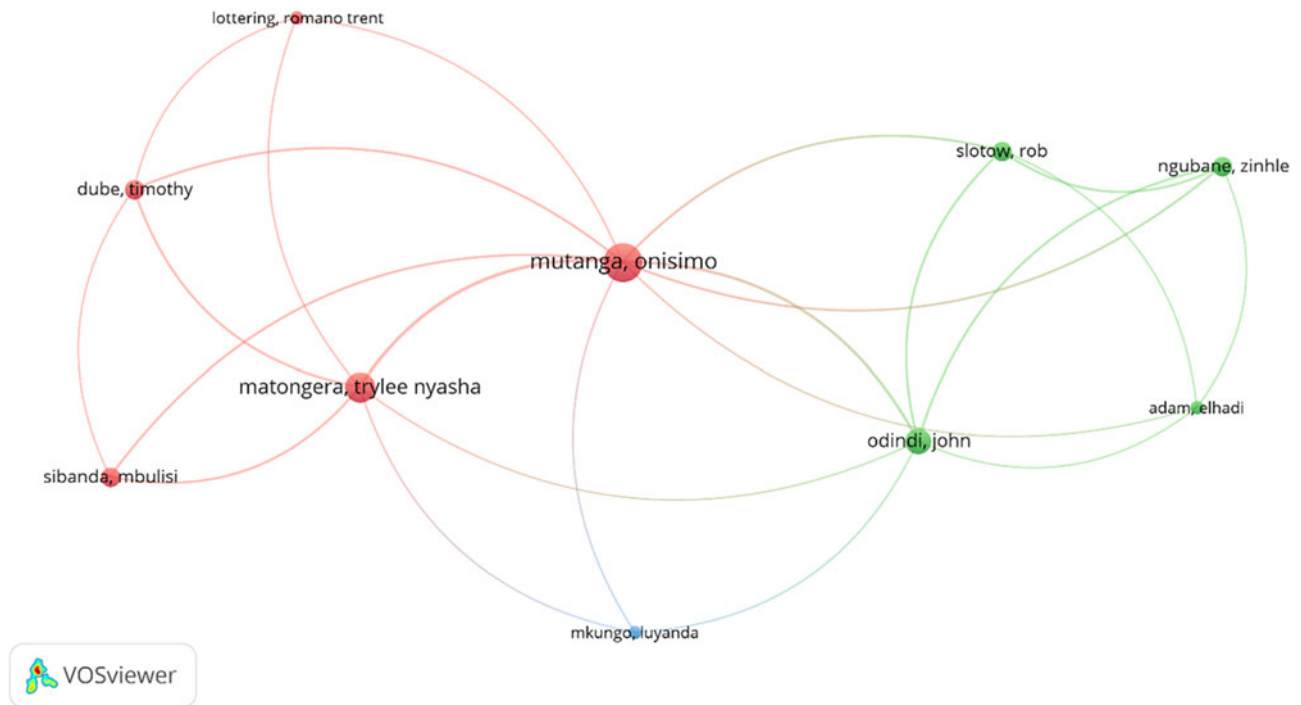 lottering, romano trent
slotow, rob
ngubane, zinhle
dube, timothy
mutanga, onisimo
matongera, trylee nyasha
adam, elhadi
odindi, john
sibanda, mbulisi
mkungo, luyanda
VOSviewer